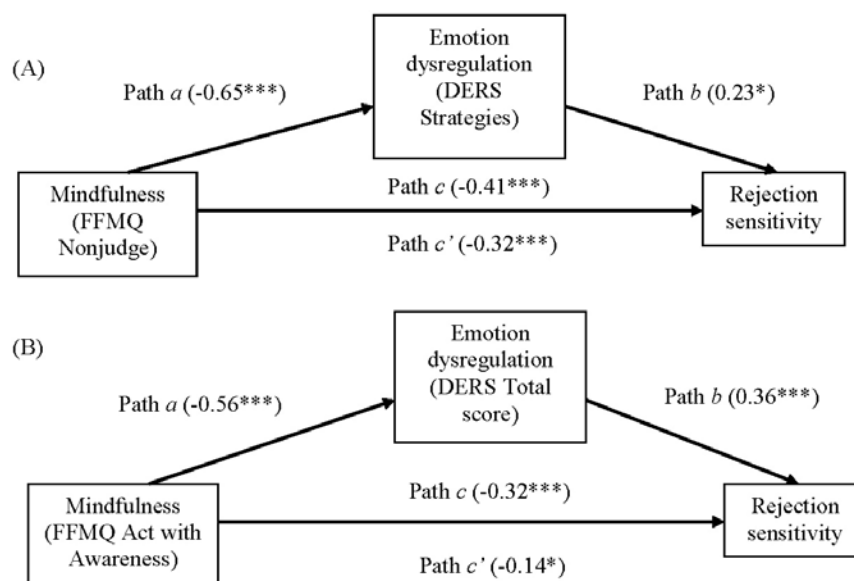 (A)
Emotion
dysregulation
(DERS
Strategies)
Path a (-0.65***)
Path b (0.23*)
Mindfulness
(FFMQ
Nonjudge)
Path c (-0.41***)
Path c’ (-0.32***)
Rejection
sensitivity
(B)
Emotion
dysregulation
(DERS Total
score)
Path a (-0.56***)
Path b (0.36***)
Mindfulness
(FFMQ Act with
Awareness)
Path c (-0.32***)
Path c’ (-0.14*)
Rejection
sensitivity